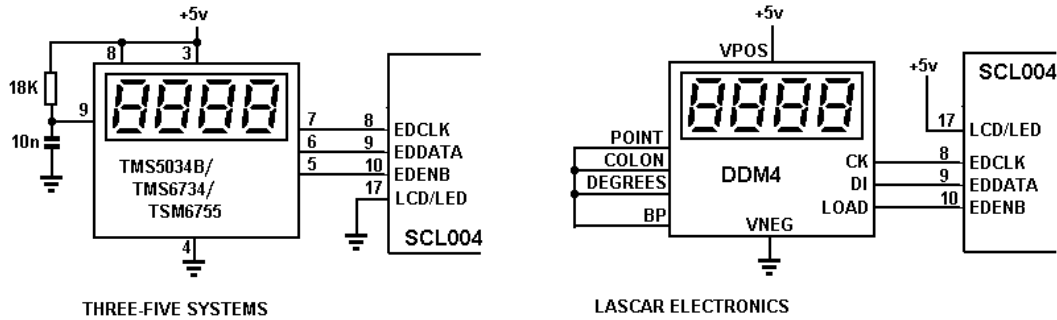 +5v
8
3
18K
9
10n
7
8
EDCLK
6
9
EDDATA
5
10
EDENB
17
LCD/LED
TMS5034B/
TMS6734/
TSM6755
4
SCL004
THREE-FIVE SYSTEMS
+5v
VPOS
+5v
SCL004
17
LCD/LED
POINT
COLON
DEGREES
BP
DDM4
CK
8
EDCLK
DI
9
EDDATA
LOAD
10
EDENB
VNEG
LASCAR ELECTRONICS